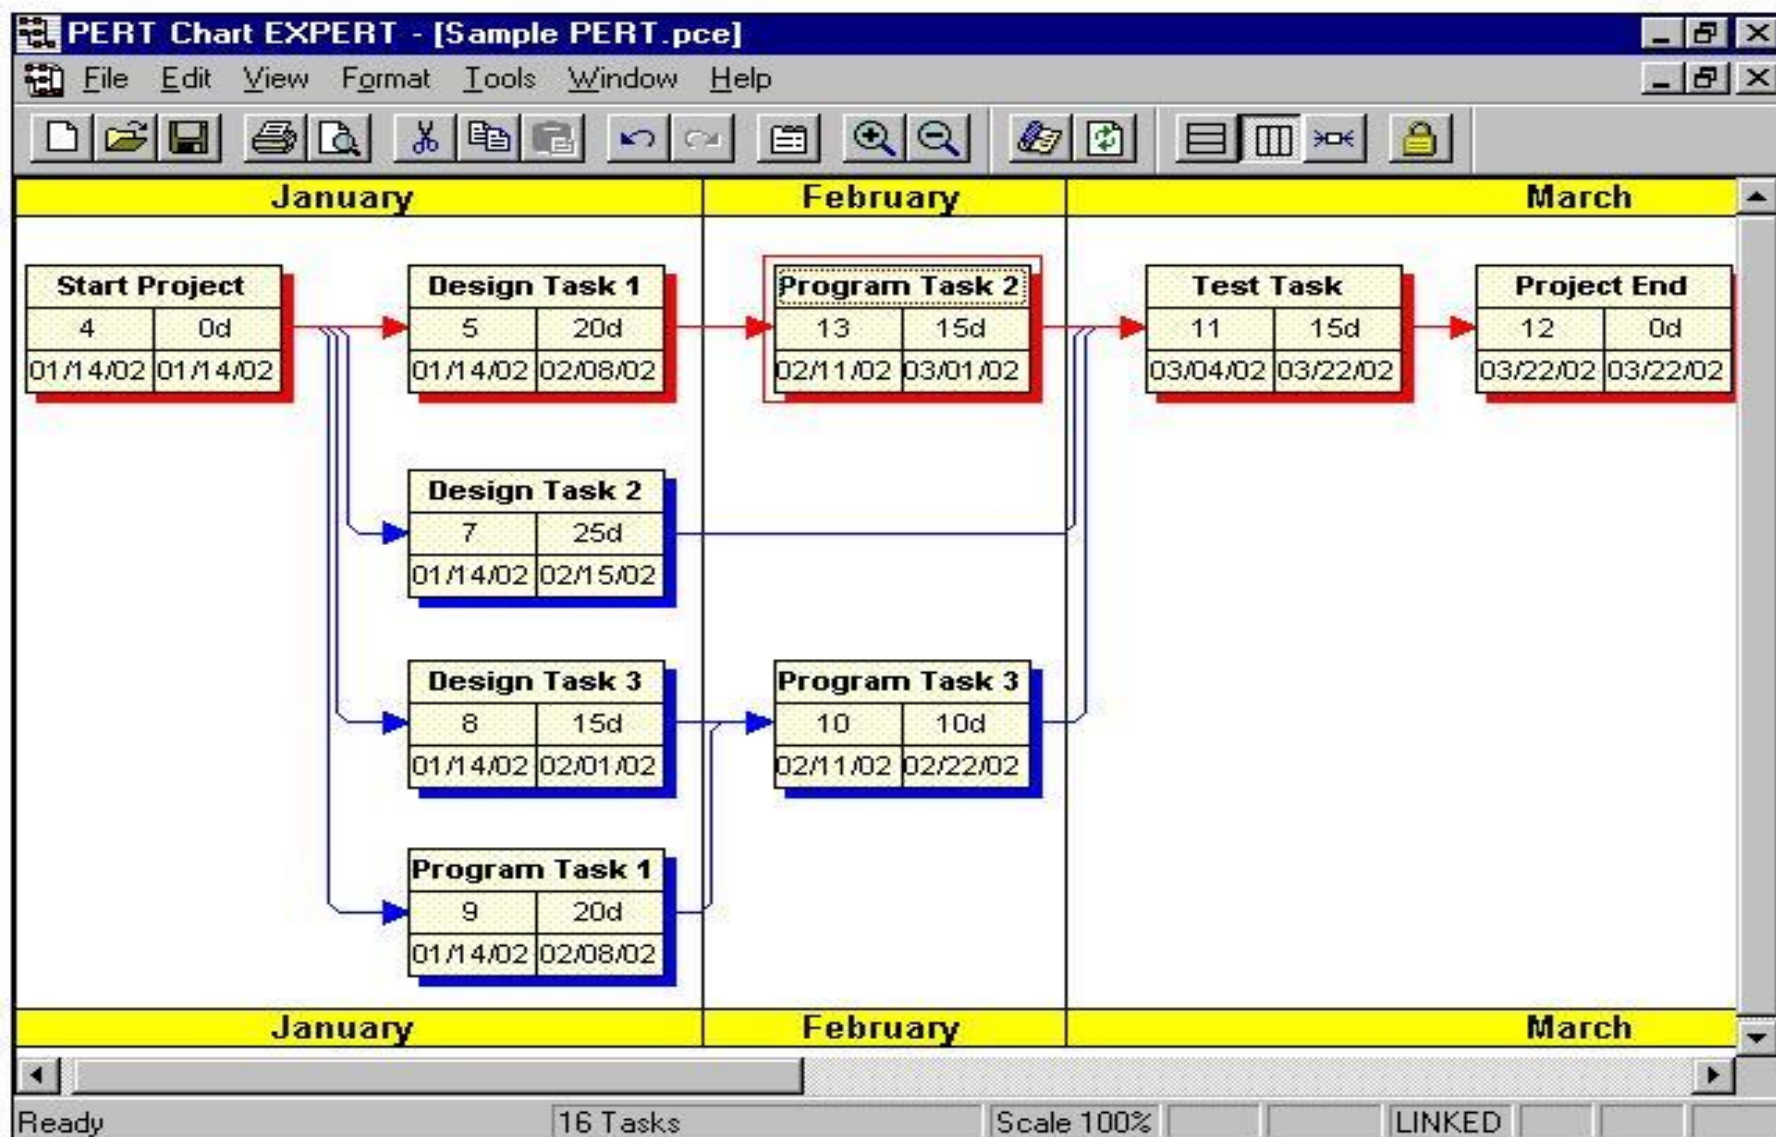 PERT Chart EXPERT - [Sample PERT.pce]
File Edit View Format Tools Window Help
January February March
Start Project Design Task 1 Program Task 2 Test Task Project End
4 0d 5 20d 13 15d 11 15d 12 0d
01/14/02 01/14/02 01/14/02 02/08/02 02/11/02 03/01/02 03/04/02 03/22/02 03/22/02 03/22/02
Design Task 2
7 25d
01/14/02 02/15/02
Design Task 3 Program Task 3
8 15d 10 10d
01/14/02 02/01/02 02/11/02 02/22/02
Program Task 1
9 20d
01/14/02 02/08/02
January February March
Ready 16 Tasks Scale 100% LINKED